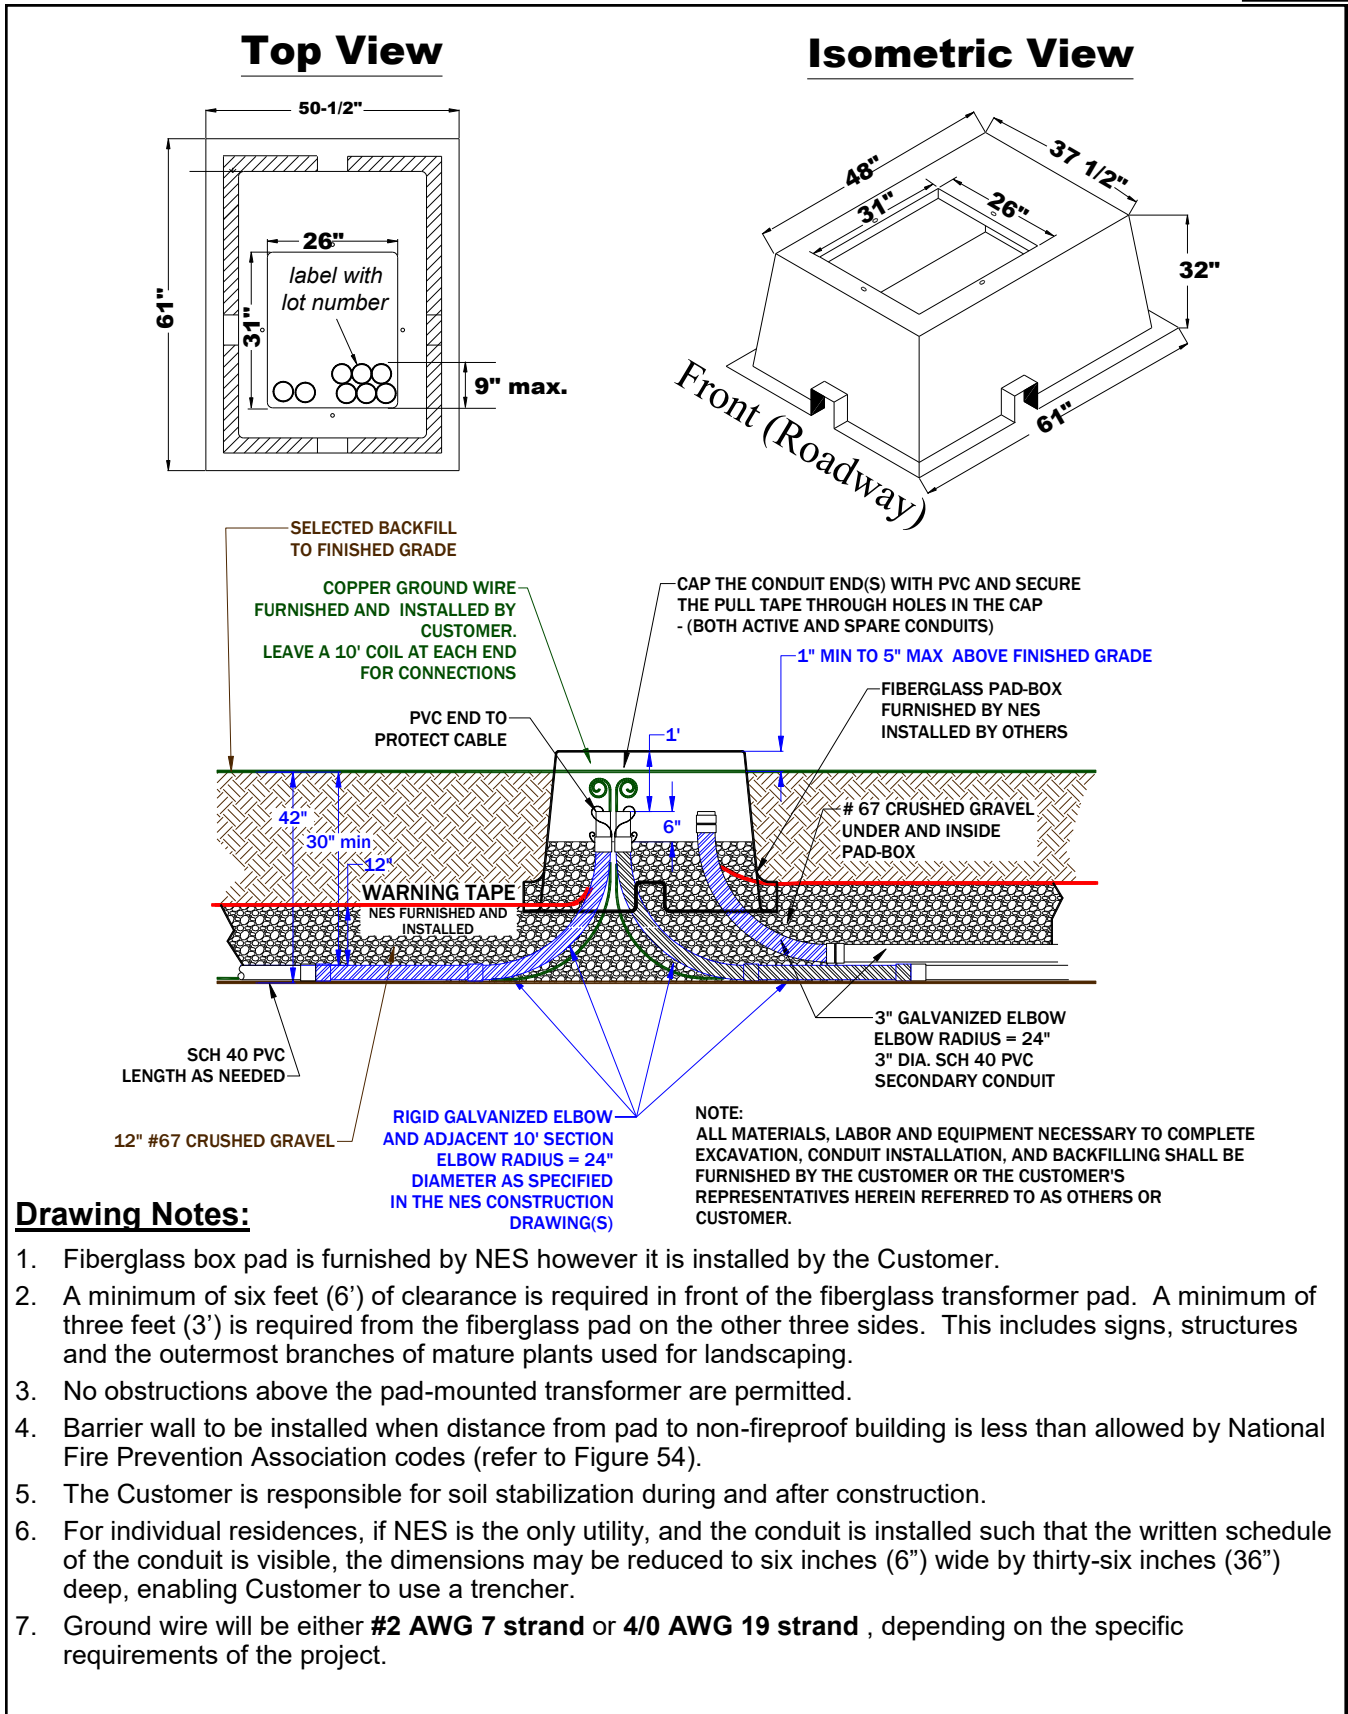 Top View
Isometric View
50-1/2"
61"
26"
label with
lot number
31"
9" max.
48"
37 1/2"
31"
26"
32"
61"
Front (Roadway)
SELECTED BACKFILL
TO FINISHED GRADE
COPPER GROUND WIRE
FURNISHED AND INSTALLED BY
CUSTOMER.
LEAVE A 10' COIL AT EACH END
FOR CONNECTIONS
CAP THE CONDUIT END(S) WITH PVC AND SECURE
THE PULL TAPE THROUGH HOLES IN THE CAP
- (BOTH ACTIVE AND SPARE CONDUITS)
1" MIN TO 5" MAX ABOVE FINISHED GRADE
FIBERGLASS PAD-BOX
FURNISHED BY NES
INSTALLED BY OTHERS
PVC END TO
PROTECT CABLE
1'
6"
42"
30" min
12"
# 67 CRUSHED GRAVEL
UNDER AND INSIDE
PAD-BOX
WARNING TAPE
NES FURNISHED AND
INSTALLED
SCH 40 PVC
LENGTH AS NEEDED
12" #67 CRUSHED GRAVEL
3" GALVANIZED ELBOW
ELBOW RADIUS = 24"
3" DIA. SCH 40 PVC
SECONDARY CONDUIT
RIGID GALVANIZED ELBOW
AND ADJACENT 10' SECTION
ELBOW RADIUS = 24"
DIAMETER AS SPECIFIED
IN THE NES CONSTRUCTION
DRAWING(S)
NOTE:
ALL MATERIALS, LABOR AND EQUIPMENT NECESSARY TO COMPLETE
EXCAVATION, CONDUIT INSTALLATION, AND BACKFILLING SHALL BE
FURNISHED BY THE CUSTOMER OR THE CUSTOMER'S
REPRESENTATIVES HEREIN REFERRED TO AS OTHERS OR
CUSTOMER.
Drawing Notes:
1. Fiberglass box pad is furnished by NES however it is installed by the Customer.
2. A minimum of six feet (6’) of clearance is required in front of the fiberglass transformer pad. A minimum of
three feet (3’) is required from the fiberglass pad on the other three sides. This includes signs, structures
and the outermost branches of mature plants used for landscaping.
3. No obstructions above the pad-mounted transformer are permitted.
4. Barrier wall to be installed when distance from pad to non-fireproof building is less than allowed by National
Fire Prevention Association codes (refer to Figure 54).
5. The Customer is responsible for soil stabilization during and after construction.
6. For individual residences, if NES is the only utility, and the conduit is installed such that the written schedule
of the conduit is visible, the dimensions may be reduced to six inches (6”) wide by thirty-six inches (36”)
deep, enabling Customer to use a trencher.
7. Ground wire will be either #2 AWG 7 strand or 4/0 AWG 19 strand , depending on the specific
requirements of the project.